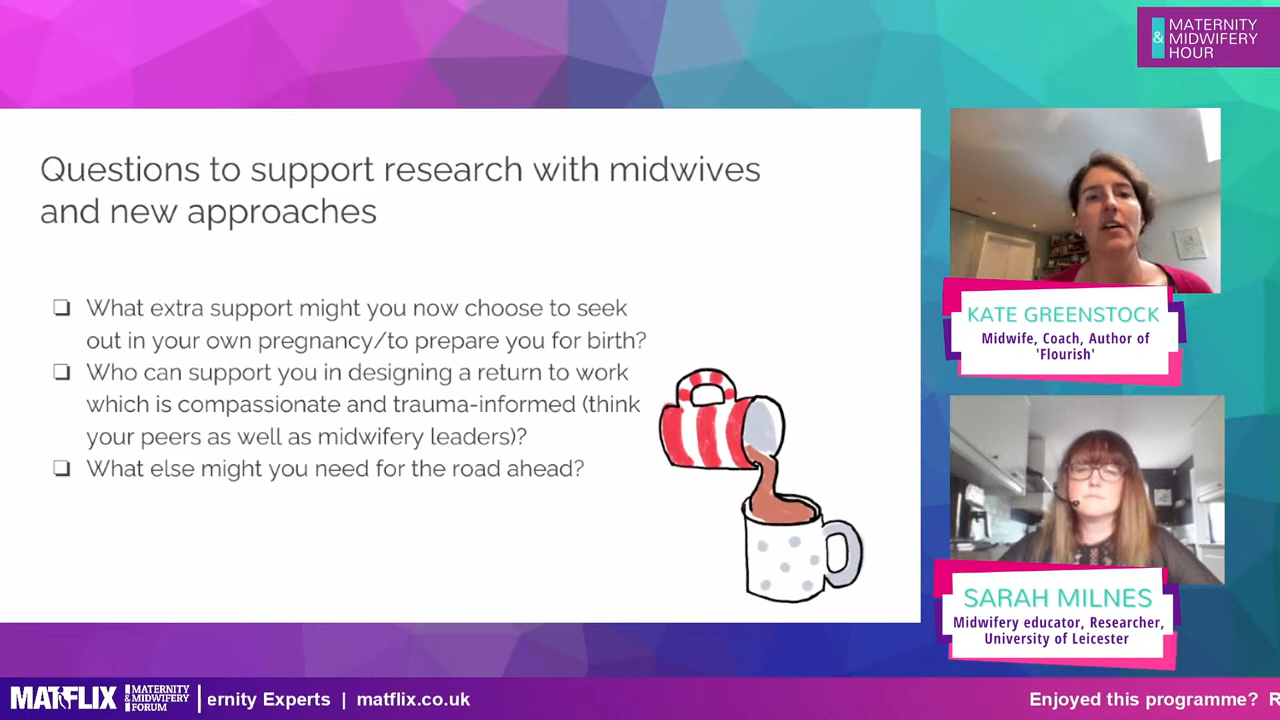 MATERNITY
& MIDWIFERY
HOUR
Questions to support research with midwives
and new approaches
What extra support might you now choose to seek
out in your own pregnancy/to prepare you for birth?
Who can support you in designing a return to work
which is compassionate and trauma-informed (think
your peers as well as midwifery leaders)?
What else might you need for the road ahead?
KATE GREENSTOCK
Midwife, Coach, Author of
'Flourish'
SARAH MILNES
Midwifery educator, Researcher,
University of Leicester
MATFLIX
MATERNITY
& MIDWIFERY
FORUM
ernity Experts | matflix.co.uk
Enjoyed this programme? R